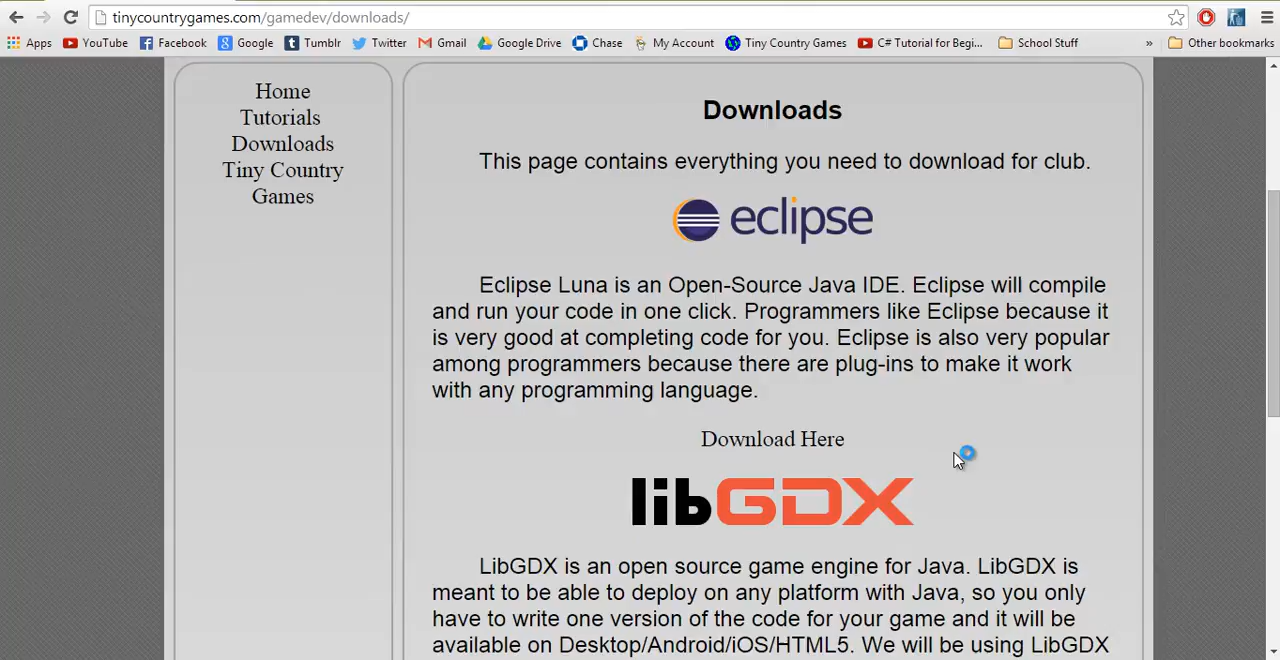 tinycountrygames.com/gamedev/downloads/
Apps YouTube Facebook Google Tumblr Twitter Gmail Google Drive Chase My Account Tiny Country Games C# Tutorial for Begi... School Stuff » Other bookmarks
Home
Tutorials
Downloads
Tiny Country
Games
Downloads
This page contains everything you need to download for club.
eclipse
Eclipse Luna is an Open-Source Java IDE. Eclipse will compile
and run your code in one click. Programmers like Eclipse because it
is very good at completing code for you. Eclipse is also very popular
among programmers because there are plug-ins to make it work
with any programming language.
Download Here
libGDX
LibGDX is an open source game engine for Java. LibGDX is
meant to be able to deploy on any platform with Java, so you only
have to write one version of the code for your game and it will be
available on Desktop/Android/iOS/HTML5. We will be using LibGDX